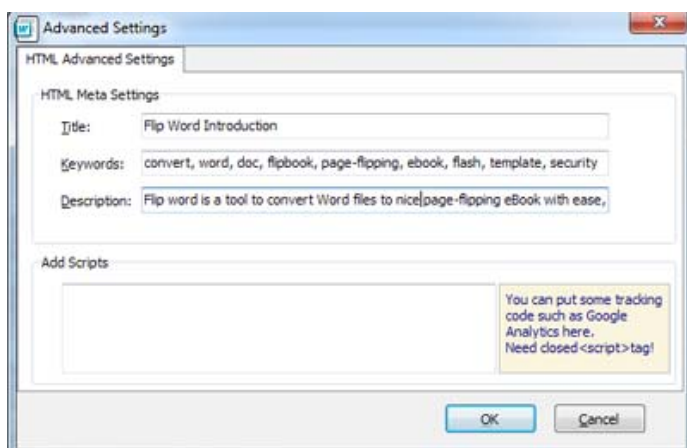 Advanced Settings
HTML Advanced Settings
HTML Meta Settings
Title: Flip Word Introduction
Keywords: convert, word, doc, flipbook, page-flipping, ebook, flash, template, security
Description: Flip word is a tool to convert Word files to nice page-flipping eBook with ease,
Add Scripts
You can put some tracking
code such as Google
Analytics here.
Need closed<script>tag!
OK Cancel